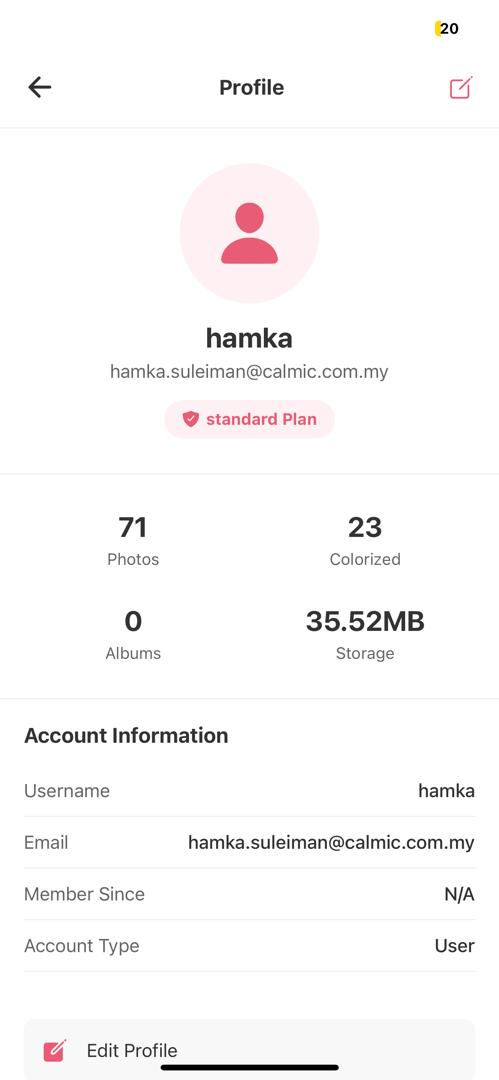 20
Profile
hamka
hamka.suleiman@calmic.com.my
standard Plan
71 23
Photos Colorized
0 35.52MB
Albums Storage
Account Information
Username hamka
Email hamka.suleiman@calmic.com.my
Member Since N/A
Account Type User
Edit Profile